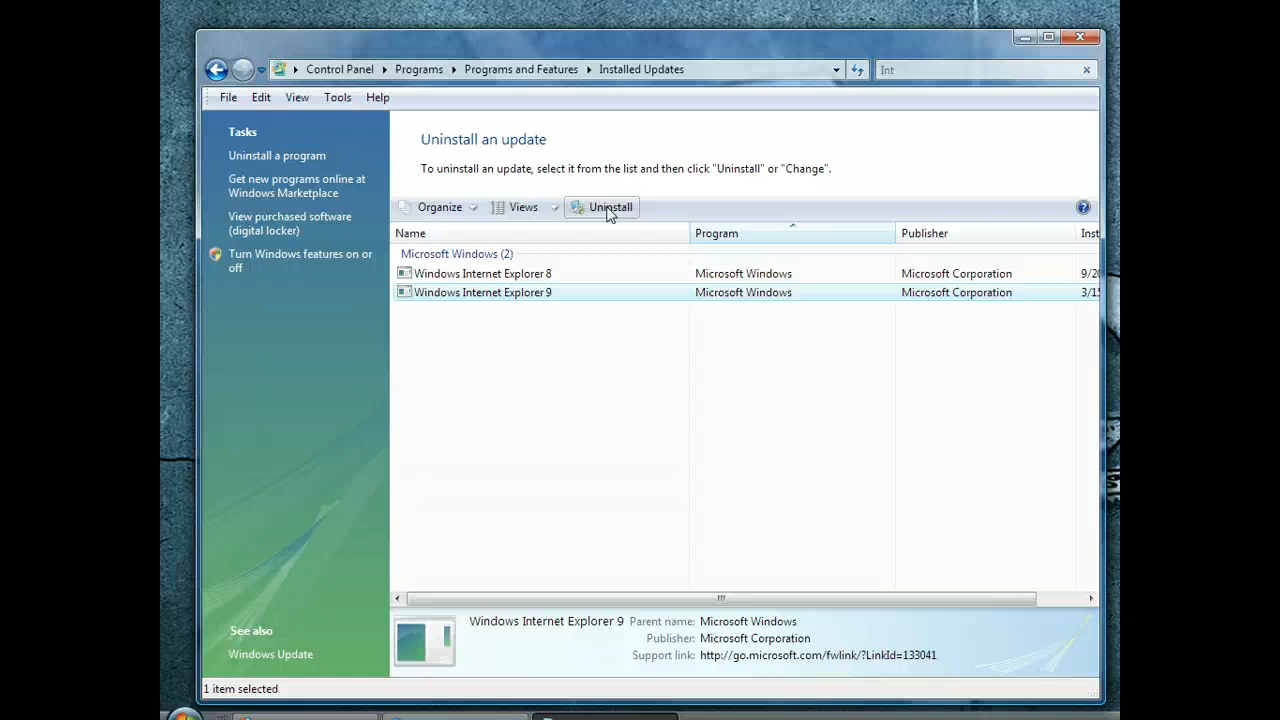 Control Panel Programs Programs and Features Installed Updates Int
File Edit View Tools Help
Tasks
Uninstall a program
Get new programs online at
Windows Marketplace
View purchased software
(digital locker)
Turn Windows features on or
off
See also
Windows Update
Uninstall an update
To uninstall an update, select it from the list and then click "Uninstall" or "Change".
Organize Views Uninstall
Name Program Publisher Inst
Microsoft Windows (2)
Windows Internet Explorer 8 Microsoft Windows Microsoft Corporation 9/20
Windows Internet Explorer 9 Microsoft Windows Microsoft Corporation 3/15
Windows Internet Explorer 9 Parent name: Microsoft Windows
Publisher: Microsoft Corporation
Support link: http://go.microsoft.com/fwlink/?LinkId=133041
1 item selected